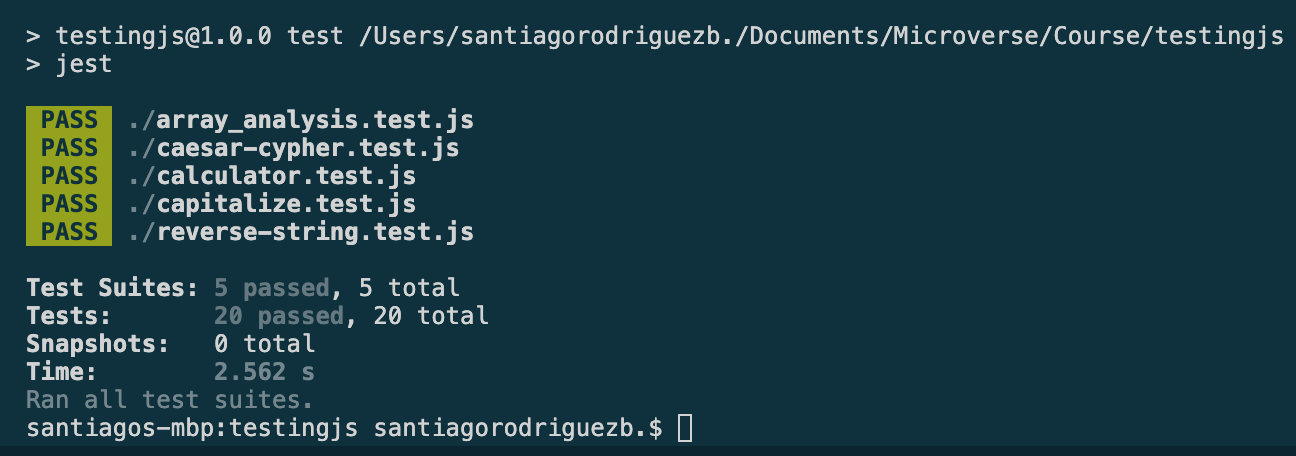 > testingjs@1.0.0 test /Users/santiagorodriguezb./Documents/Microverse/Course/testingjs
> jest
PASS ./array_analysis.test.js
PASS ./caesar-cypher.test.js
PASS ./calculator.test.js
PASS ./capitalize.test.js
PASS ./reverse-string.test.js
Test Suites: 5 passed, 5 total
Tests: 20 passed, 20 total
Snapshots: 0 total
Time: 2.562 s
Ran all test suites.
santiagos-mbp:testingjs santiagorodriguezb.$